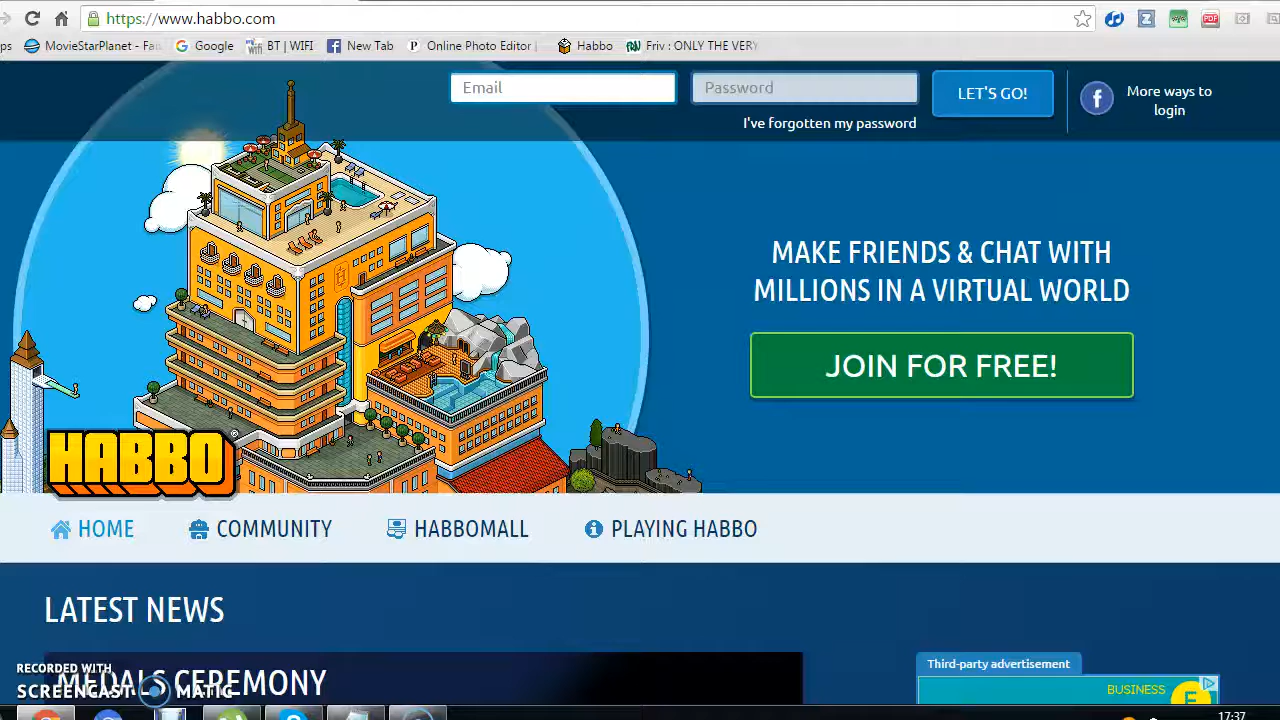 https://www.habbo.com
ps MovieStarPlanet - Fan Google BT | WIFI New Tab Online Photo Editor | Habbo Friv : ONLY THE VERY
PDF
Email Password LET'S GO! f More ways to
login
I've forgotten my password
MAKE FRIENDS & CHAT WITH
MILLIONS IN A VIRTUAL WORLD
JOIN FOR FREE!
HABBO
HOME COMMUNITY HABBOMALL PLAYING HABBO
LATEST NEWS
Third-party advertisement
RECORDED WITH
MEDALS CEREMONY
SCREENCAST MATIC
BUSINESS
17:37